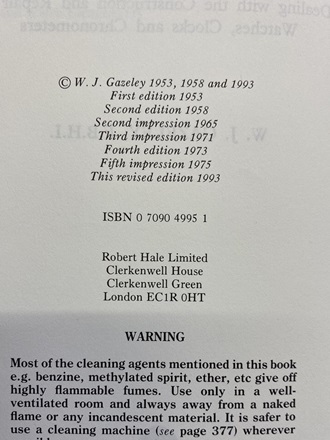 © W. J. Gazeley 1953, 1958 and 1993
First edition 1953
Second edition 1958
Second impression 1965
Third impression 1971
Fourth edition 1973
Fifth impression 1975
This revised edition 1993
ISBN 0 7090 4995 1
Robert Hale Limited
Clerkenwell House
Clerkenwell Green
London EC1R 0HT
WARNING
Most of the cleaning agents mentioned in this book
e.g. benzine, methylated spirit, ether, etc give off
highly flammable fumes. Use only in a well-
ventilated room and always away from a naked
flame or any incandescent material. It is safer to
use a cleaning machine (see page 377) wherever